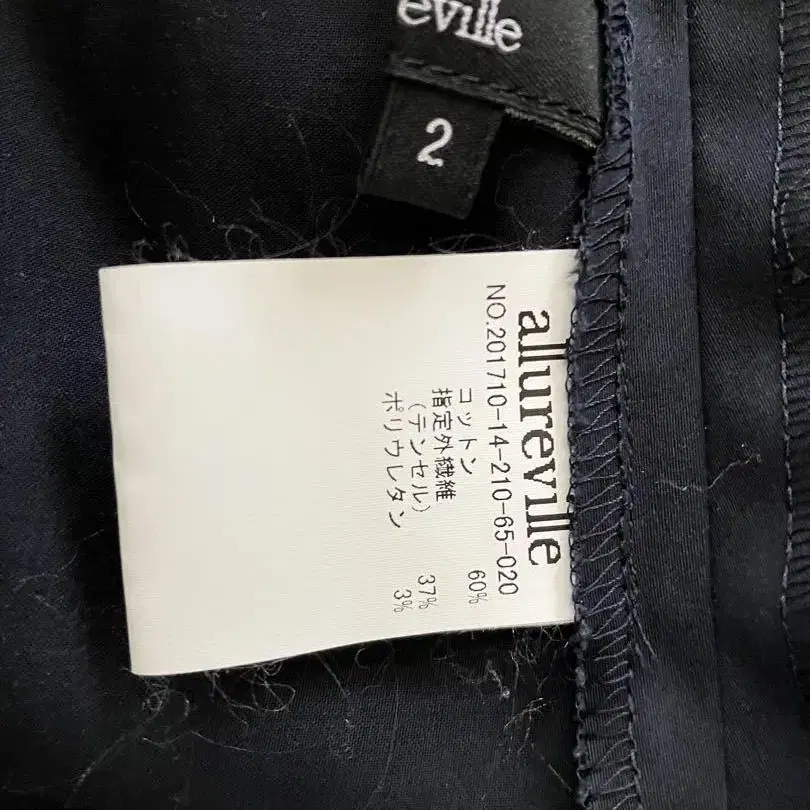 eville
2
allureville
NO.201710-14-210-65-020
コットン 60%
指定外繊維
(テンセル) 37%
ポリウレタン 3%